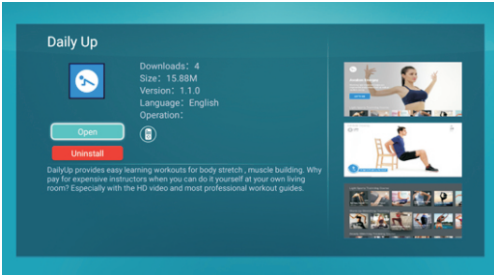 Daily Up
Downloads: 4
Size: 15.88M
Version: 1.1.0
Language: English
Operation:
Open
Uninstall
DailyUp provides easy learning workouts for body stretch , muscle building. Why
pay for expensive instructors when you can do it yourself at your own living
room? Especially with the HD video and most professional workout guides.